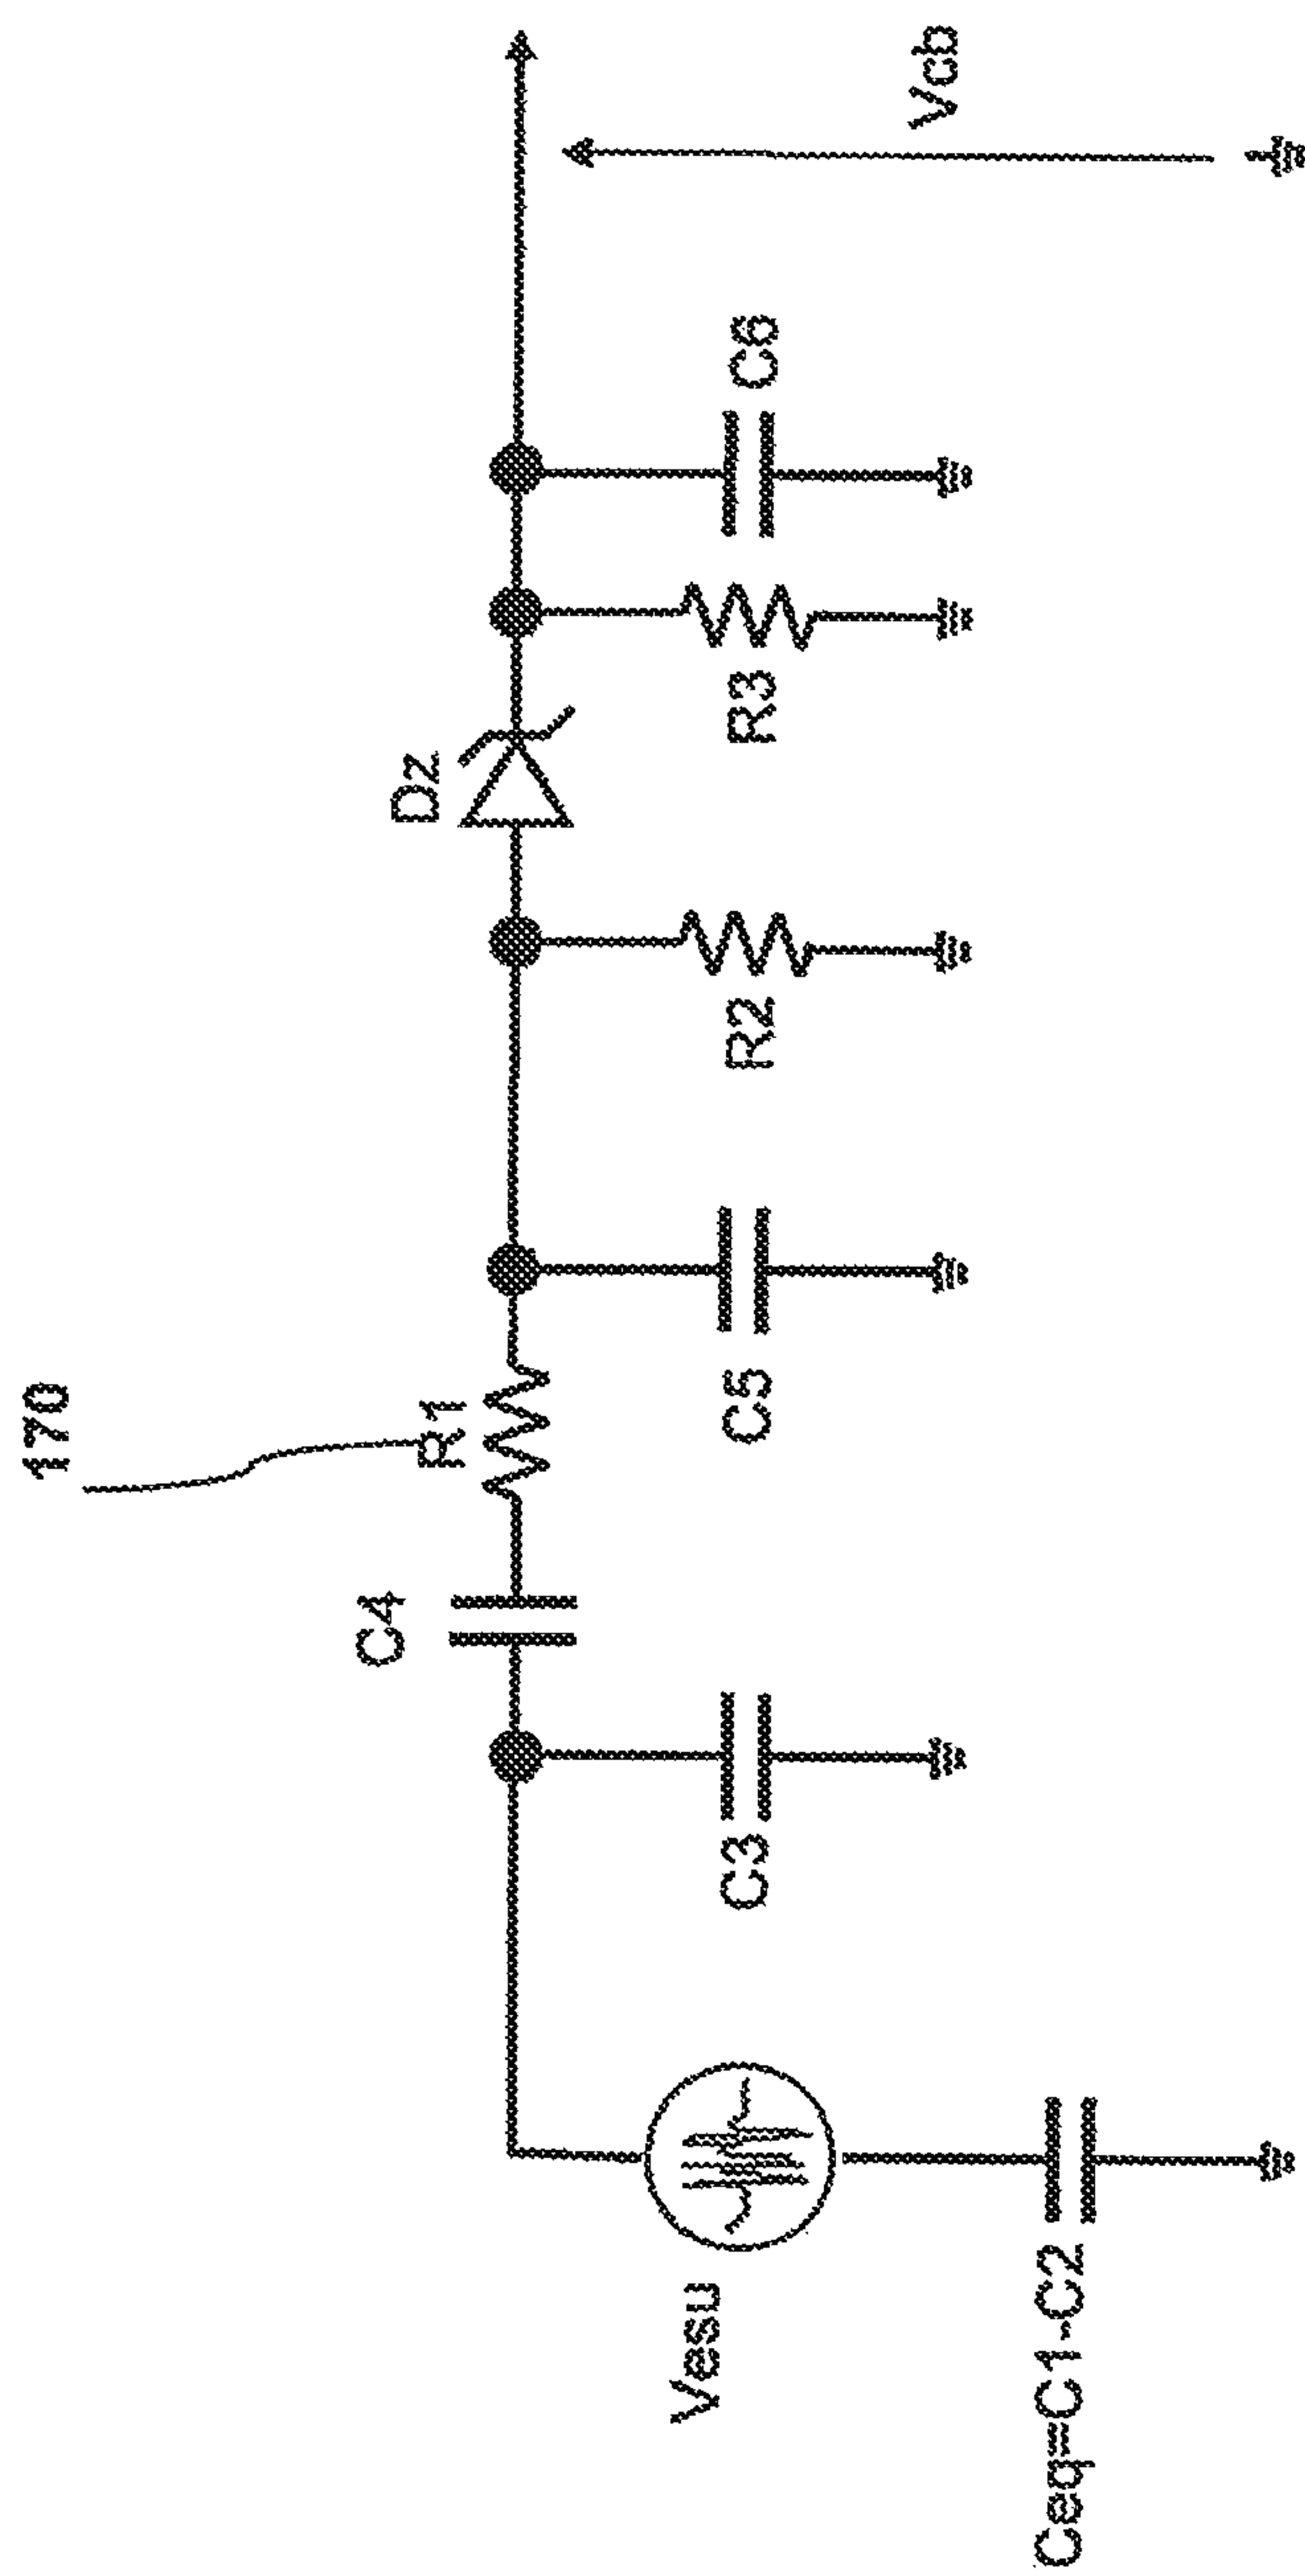 170
C4
R1
Dz
Vesu
C3
C5
R2
R3
C6
Vcb
Ceq=C1-C2